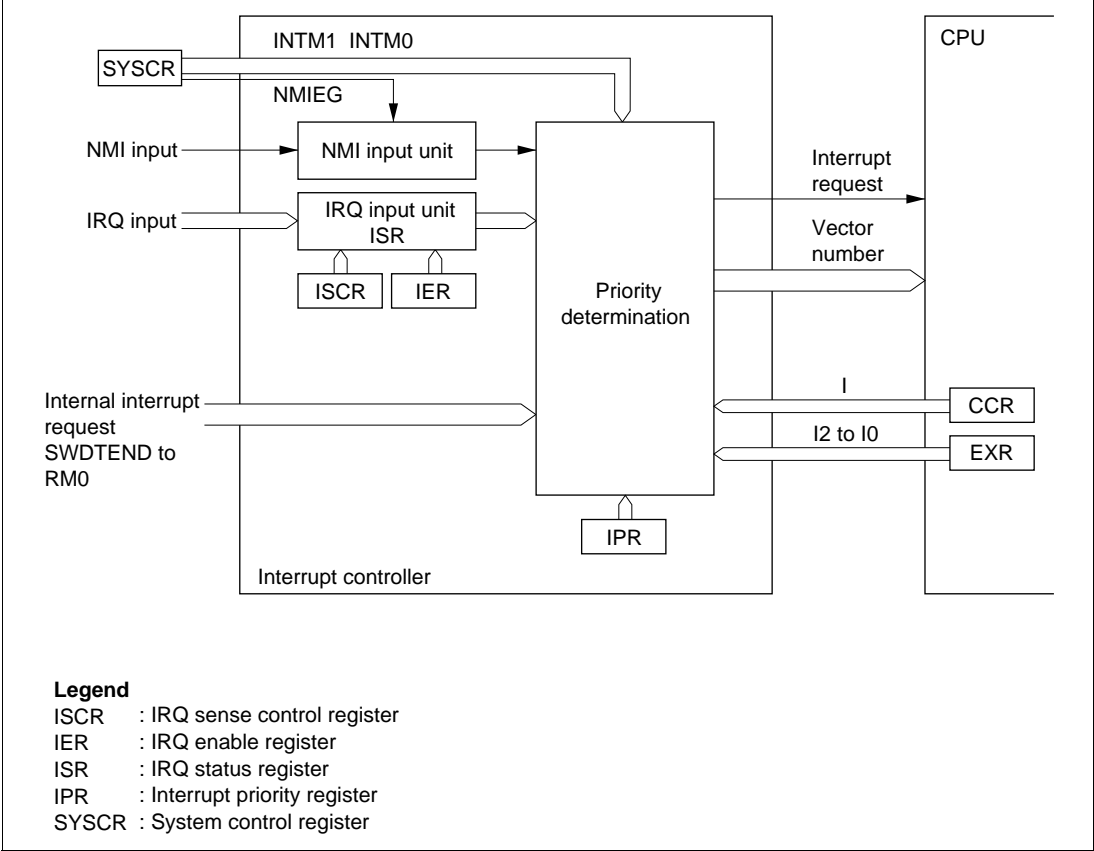 INTM1 INTM0
CPU
SYSCR
NMIEG
NMI input
NMI input unit
Interrupt
request
IRQ input
IRQ input unit
ISR
Vector
number
ISCR
IER
Priority
determination
Internal interrupt
request
SWDTEND to
RM0
I
CCR
I2 to I0
EXR
IPR
Interrupt controller
Legend
ISCR : IRQ sense control register
IER : IRQ enable register
ISR : IRQ status register
IPR : Interrupt priority register
SYSCR : System control register